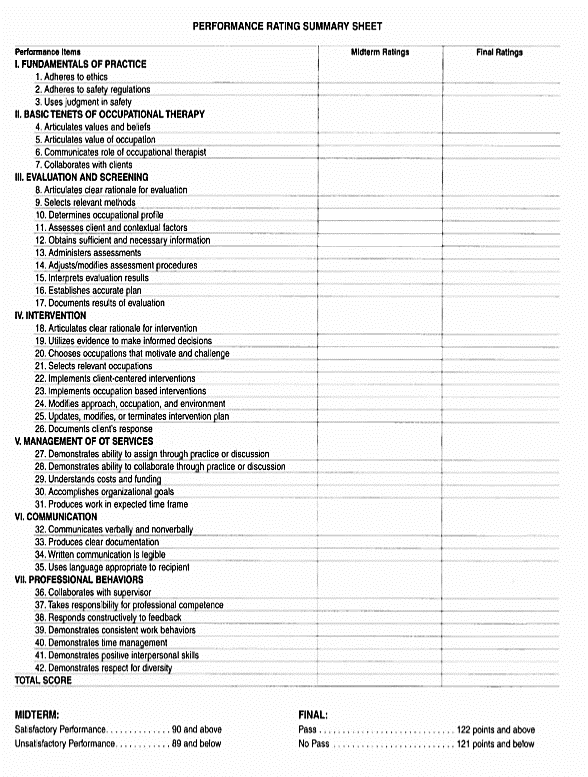 PERFORMANCE RATING SUMMARY SHEET
Performance Items Midterm Ratings Final Ratings
I. FUNDAMENTALS OF PRACTICE
1. Adheres to ethics
2. Adheres to safety regulations
3. Uses judgment in safety
II. BASIC TENETS OF OCCUPATIONAL THERAPY
4. Articulates values and beliefs
5. Articulates value of occupation
6. Communicates role of occupational therapist
7. Collaborates with clients
III. EVALUATION AND SCREENING
8. Articulates clear rationale for evaluation
9. Selects relevant methods
10. Determines occupational profile
11. Assesses client and contextual factors
12. Obtains sufficient and necessary information
13. Administers assessments
14. Adjusts/modifies assessment procedures
15. Interprets evaluation results
16. Establishes accurate plan
17. Documents results of evaluation
IV. INTERVENTION
18. Articulates clear rationale for intervention
19. Utilizes evidence to make informed decisions
20. Chooses occupations that motivate and challenge
21. Selects relevant occupations
22. Implements client-centered interventions
23. Implements occupation based interventions
24. Modifies approach, occupation, and environment
25. Updates, modifies, or terminates intervention plan
26. Documents client's response
V. MANAGEMENT OF OT SERVICES
27. Demonstrates ability to assign through practice or discussion
28. Demonstrates ability to collaborate through practice or discussion
29. Understands costs and funding
30. Accomplishes organizational goals
31. Produces work in expected time frame
VI. COMMUNICATION
32. Communicates verbally and nonverbally
33. Produces clear documentation
34. Written communication is legible
35. Uses language appropriate to recipient
VII. PROFESSIONAL BEHAVIORS
36. Collaborates with supervisor
37. Takes responsibility for professional competence
38. Responds constructively to feedback
39. Demonstrates consistent work behaviors
40. Demonstrates time management
41. Demonstrates positive interpersonal skills
42. Demonstrates respect for diversity
TOTAL SCORE
MIDTERM: FINAL:
Satisfactory Performance. . . . . . . . . . . . . 90 and above Pass . . . . . . . . . . . . . . . . . . . . . . . . . . . 122 points and above
Unsatisfactory Performance. . . . . . . . . . . 89 and below No Pass . . . . . . . . . . . . . . . . . . . . . . . . 121 points and below